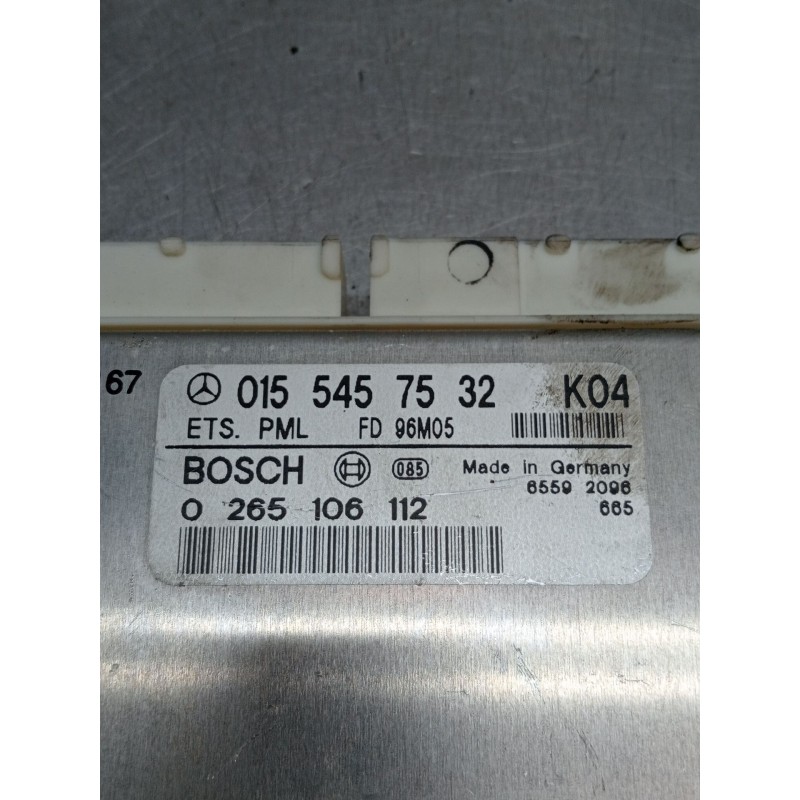 67
015 545 75 32 K04
ETS. PML FD 96M05
BOSCH 085 Made in Germany
6559 2096
0 265 106 112 665